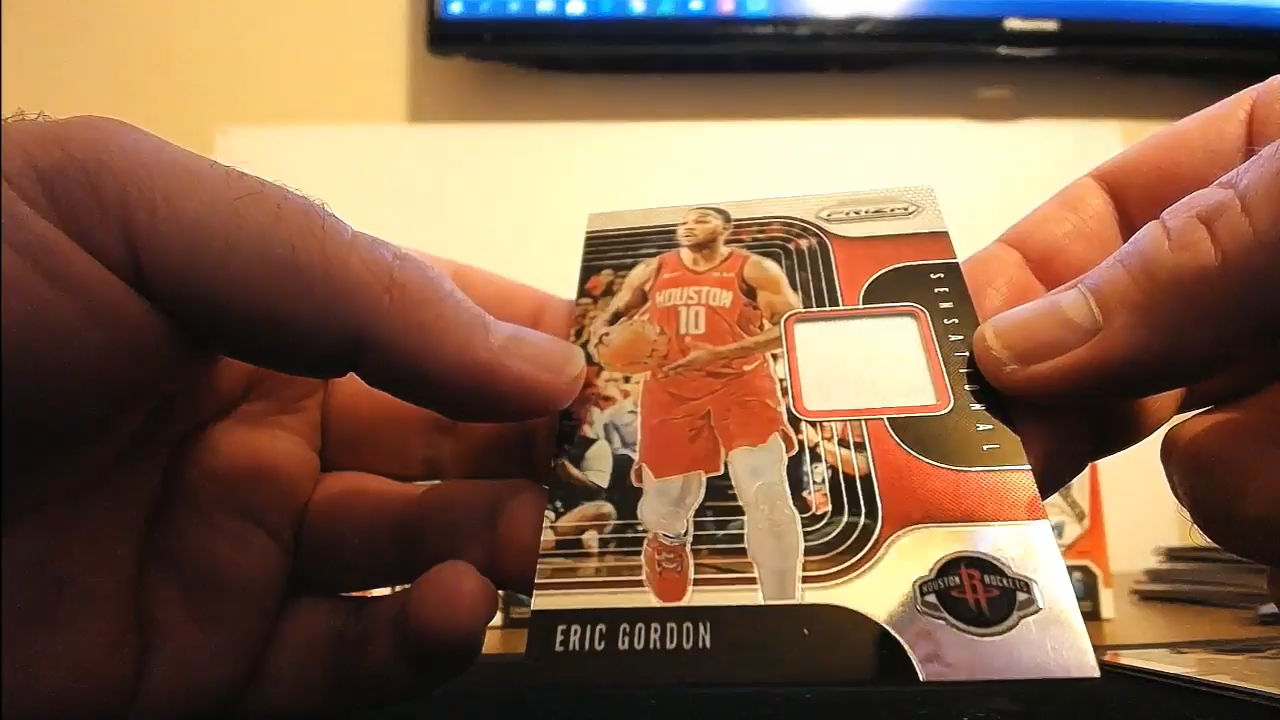 PRIZM
SENSATIONAL
HOUSTON
10
HOUSTON ROCKETS
ERIC GORDON